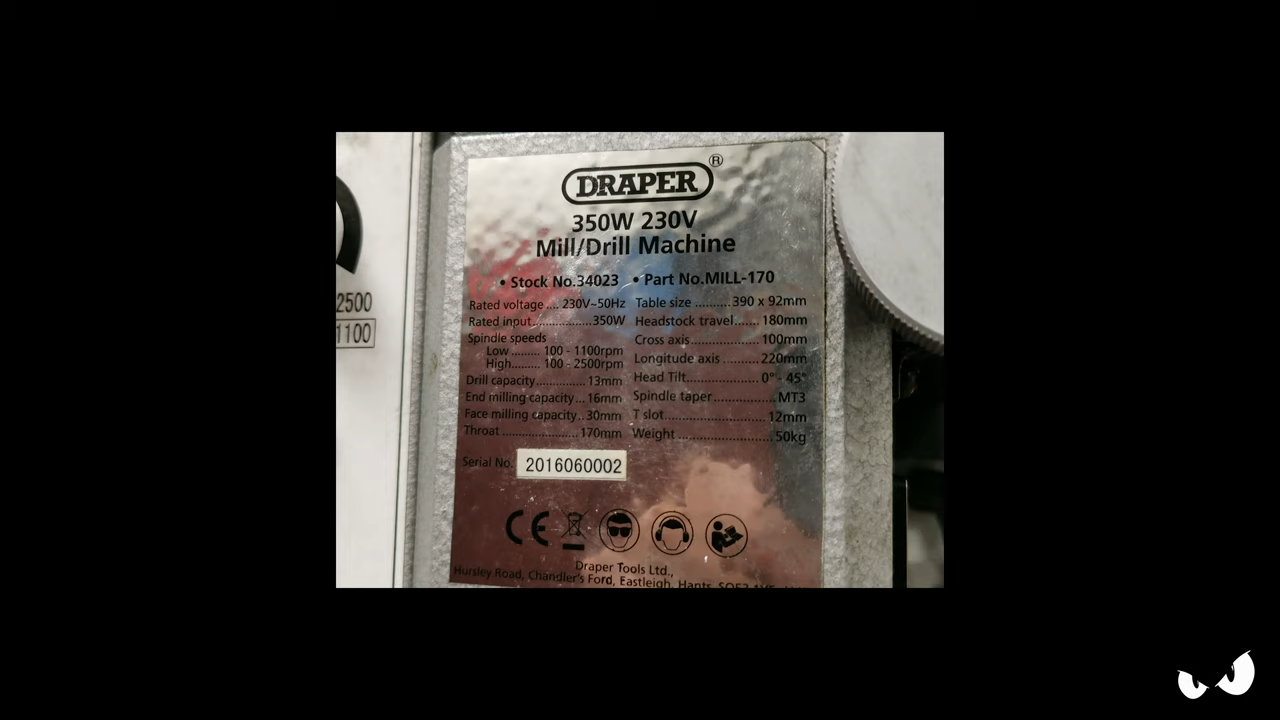 DRAPER®
350W 230V
Mill/Drill Machine
• Stock No.34023 • Part No.MILL-170
Rated voltage .... 230V~50Hz
Rated input..................350W
Spindle speeds
Low ......... 100 - 1100rpm
High......... 100 - 2500rpm
Drill capacity............... 13mm
End milling capacity... 16mm
Face milling capacity.. 30mm
Throat ....................... 170mm
Table size ..........390 x 92mm
Headstock travel....... 180mm
Cross axis.................... 100mm
Longitude axis ...........220mm
Head Tilt..................... 0° - 45°
Spindle taper..................MT3
T slot.............................12mm
Weight ..........................50kg
Serial No. 2016060002
CE
Draper Tools Ltd.,
Hursley Road, Chandler's Ford, Eastleigh, Hants.
2500
1100